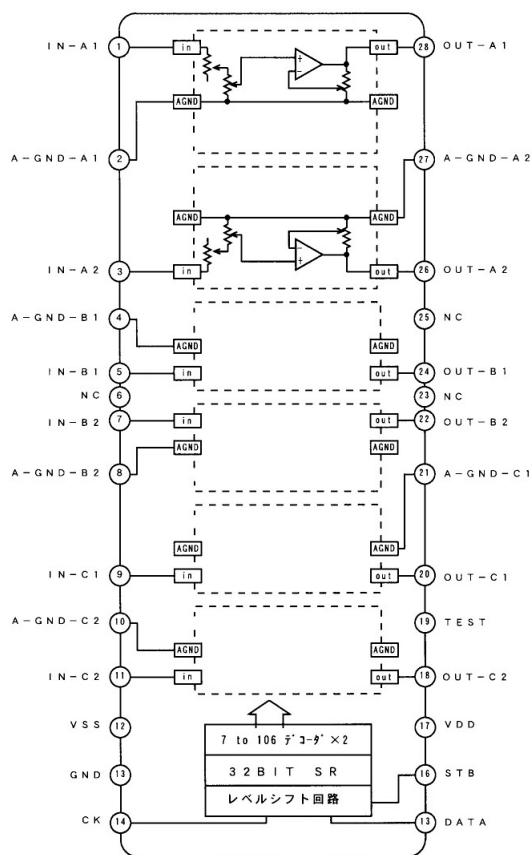 IN-A1 1 in out 28 OUT-A1
+
−
AGND AGND
A-GND-A1 2 27 A-GND-A2
AGND AGND
−
+
IN-A2 3 in out 26 OUT-A2
A-GND-B1 4 25 NC
AGND AGND
IN-B1 5 in out 24 OUT-B1
NC 6 23 NC
IN-B2 7 in out 22 OUT-B2
AGND AGND
A-GND-B2 8 21 A-GND-C1
AGND AGND
IN-C1 9 in out 20 OUT-C1
A-GND-C2 10 19 TEST
AGND AGND
IN-C2 11 in out 18 OUT-C2
VSS 12 17 VDD
7 to 106 デコーダ×2
GND 13 32BIT SR 16 STB
レベルシフト回路
CK 14 13 DATA